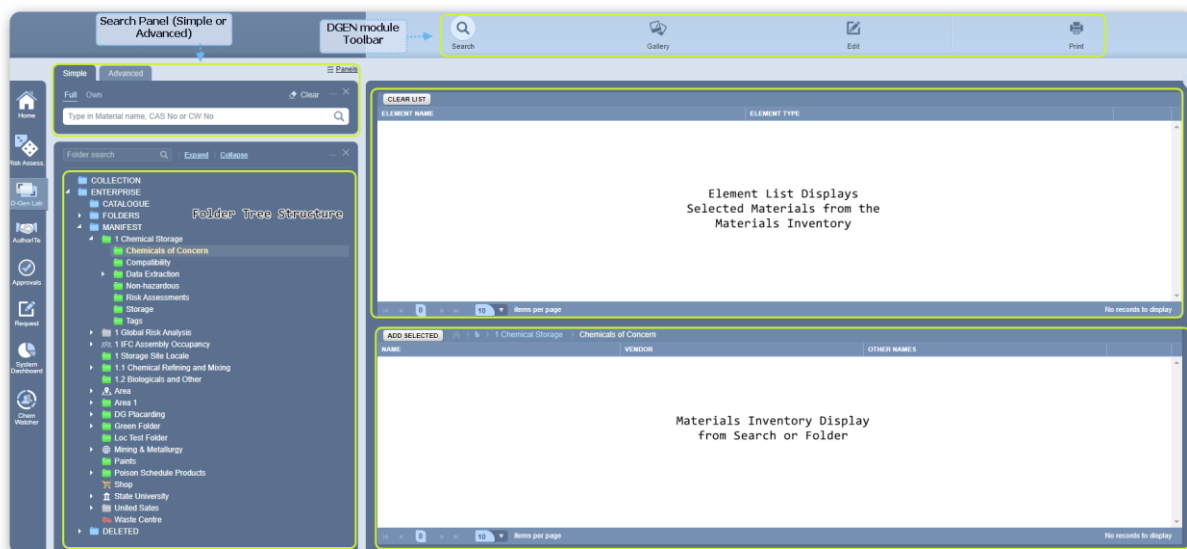 Search Panel (Simple or
Advanced)
DGEN module
Toolbar
Search
Gallery
Edit
Print
Simple
Advanced
Panels
Full
Own
Clear
Type in Material name, CAS No or CW No
Home
Risk Assess.
D-Gen Lab
AuthorITe
Approvals
Request
System
Dashboard
Chem
Watcher
Folder search
Expand
Collapse
COLLECTION
ENTERPRISE
CATALOGUE
FOLDERS
Folder Tree Structure
MANIFEST
1 Chemical Storage
Chemicals of Concern
Compatibility
Data Extraction
Non-hazardous
Risk Assessments
Storage
Tags
1 Global Risk Analysis
1 IFC Assembly Occupancy
1 Storage Site Locale
1.1 Chemical Refining and Mixing
1.2 Biologicals and Other
Area
Area 1
DG Placarding
Green Folder
Loc Test Folder
Mining & Metallurgy
Paints
Poison Schedule Products
Shop
State University
United Sates
Waste Centre
DELETED
CLEAR LIST
ELEMENT NAME ELEMENT TYPE
Element List Displays
Selected Materials from the
Materials Inventory
0 10 items per page No records to display
ADD SELECTED > 1 Chemical Storage > Chemicals of Concern
NAME VENDOR OTHER NAMES
Materials Inventory Display
from Search or Folder
0 10 items per page No records to display